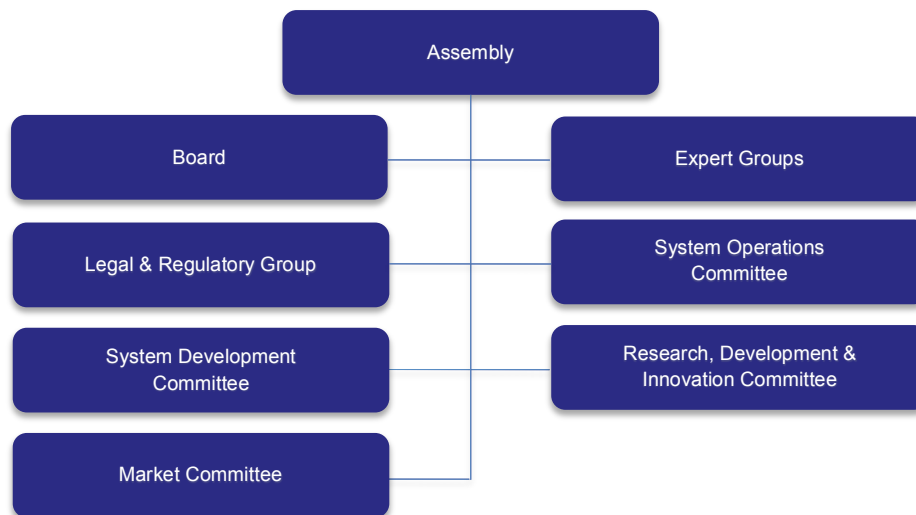 Assembly
Board
Expert Groups
Legal & Regulatory Group
System Operations
Committee
System Development
Committee
Research, Development &
Innovation Committee
Market Committee